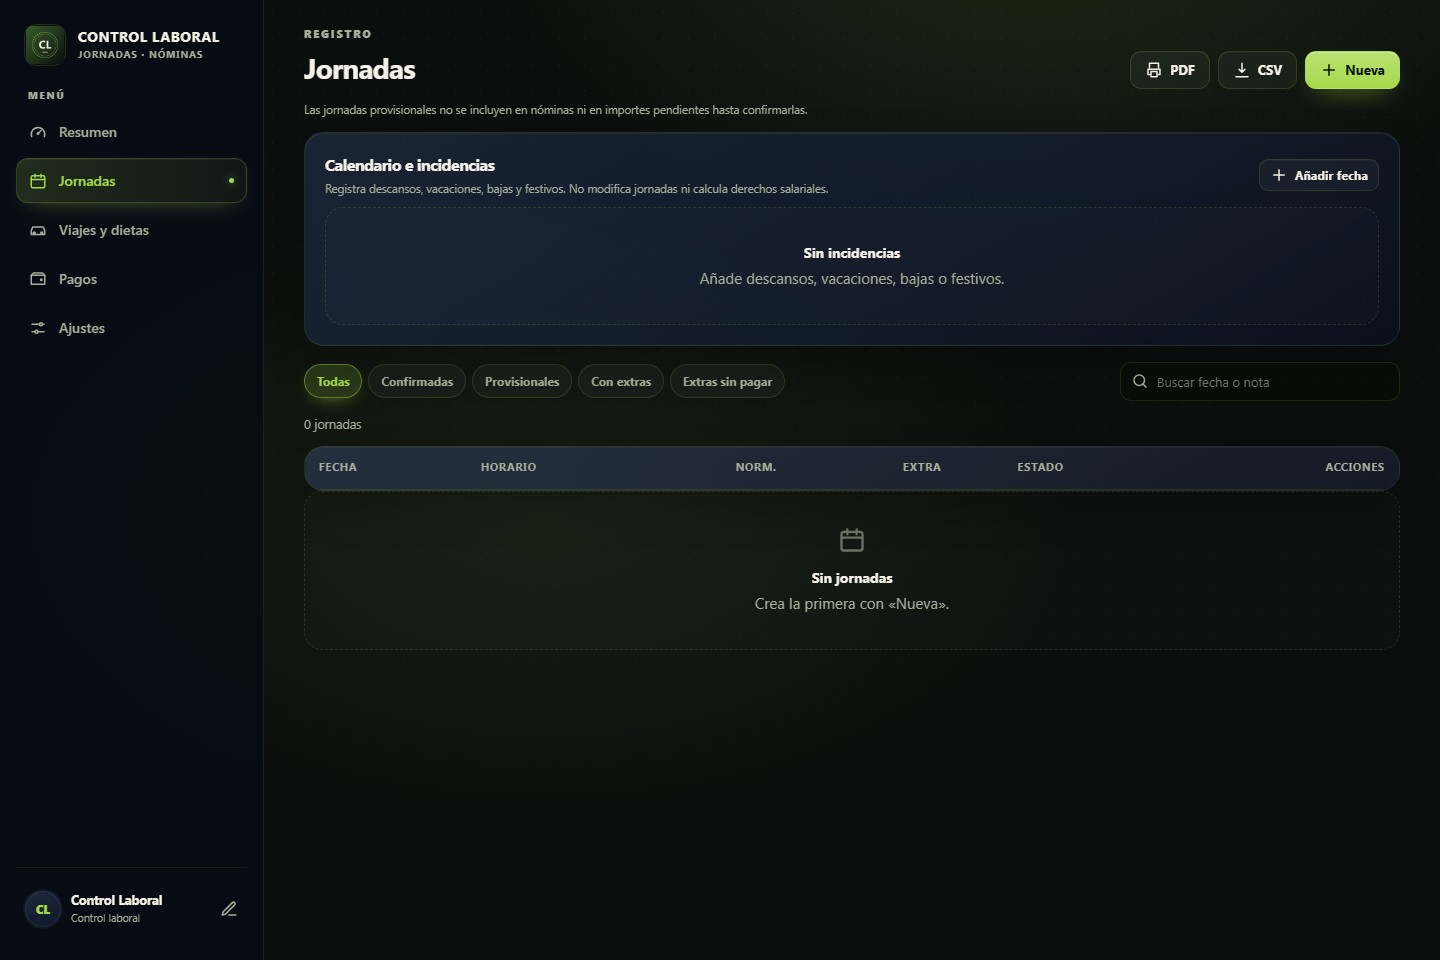 CL
CONTROL LABORAL
JORNADAS · NÓMINAS
MENÚ
Resumen
Jornadas
Viajes y dietas
Pagos
Ajustes
CL
Control Laboral
Control laboral
REGISTRO
Jornadas
PDF
CSV
Nueva
Las jornadas provisionales no se incluyen en nóminas ni en importes pendientes hasta confirmarlas.
Calendario e incidencias
Registra descansos, vacaciones, bajas y festivos. No modifica jornadas ni calcula derechos salariales.
Añadir fecha
Sin incidencias
Añade descansos, vacaciones, bajas o festivos.
Todas
Confirmadas
Provisionales
Con extras
Extras sin pagar
Buscar fecha o nota
0 jornadas
FECHA HORARIO NORM. EXTRA ESTADO ACCIONES
Sin jornadas
Crea la primera con «Nueva».